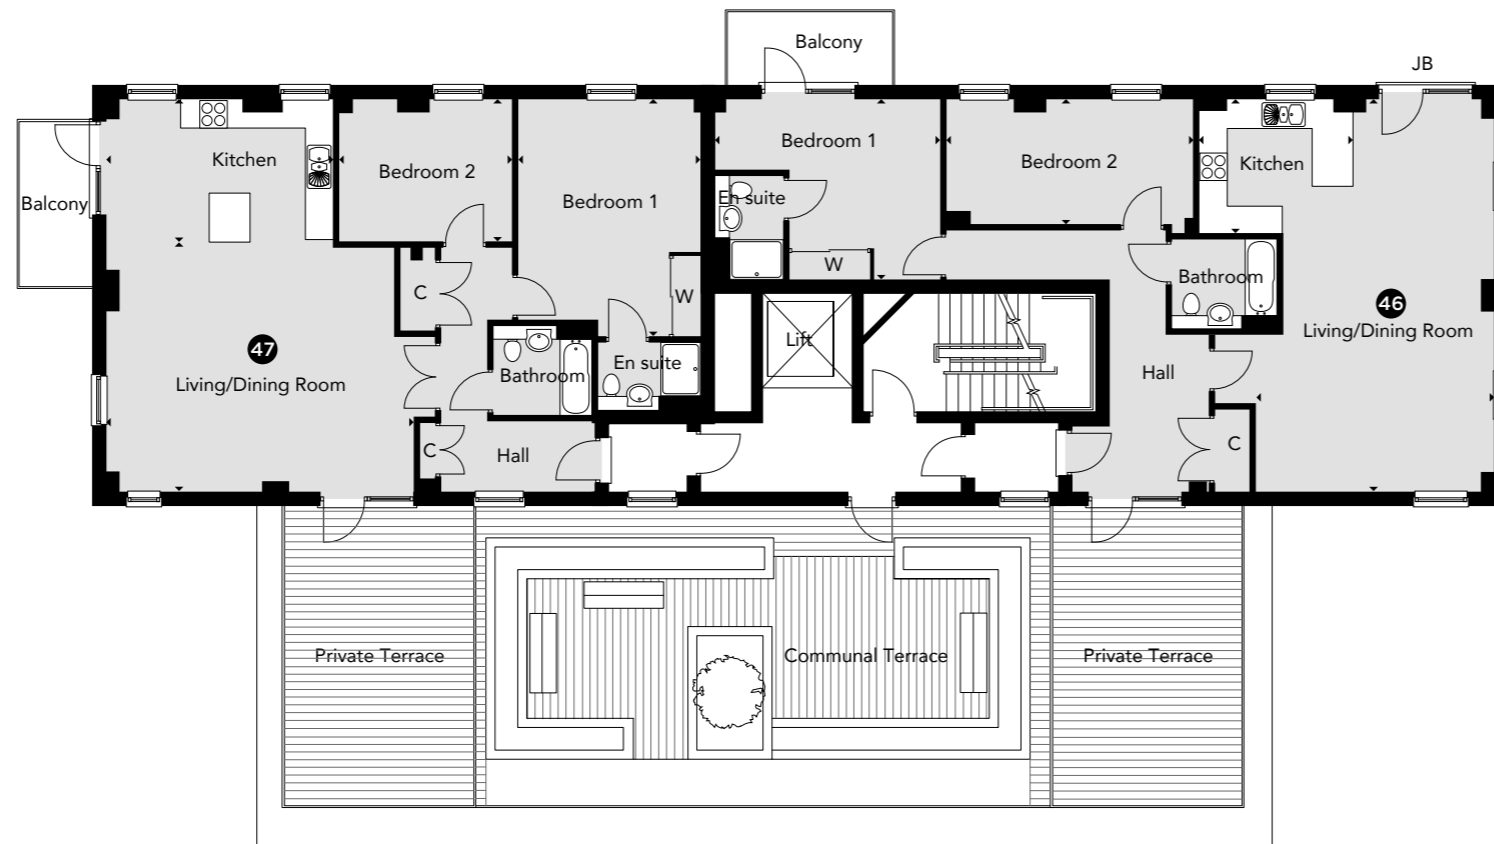 Balcony
JB
Kitchen
Bedroom 2
Bedroom 1
Bedroom 1
Bedroom 2
Kitchen
Balcony
En suite
W
C
W
Bathroom
46
Living/Dining Room
47
Living/Dining Room
Lift
Bathroom
En suite
Hall
C
Hall
C
Private Terrace
Communal Terrace
Private Terrace